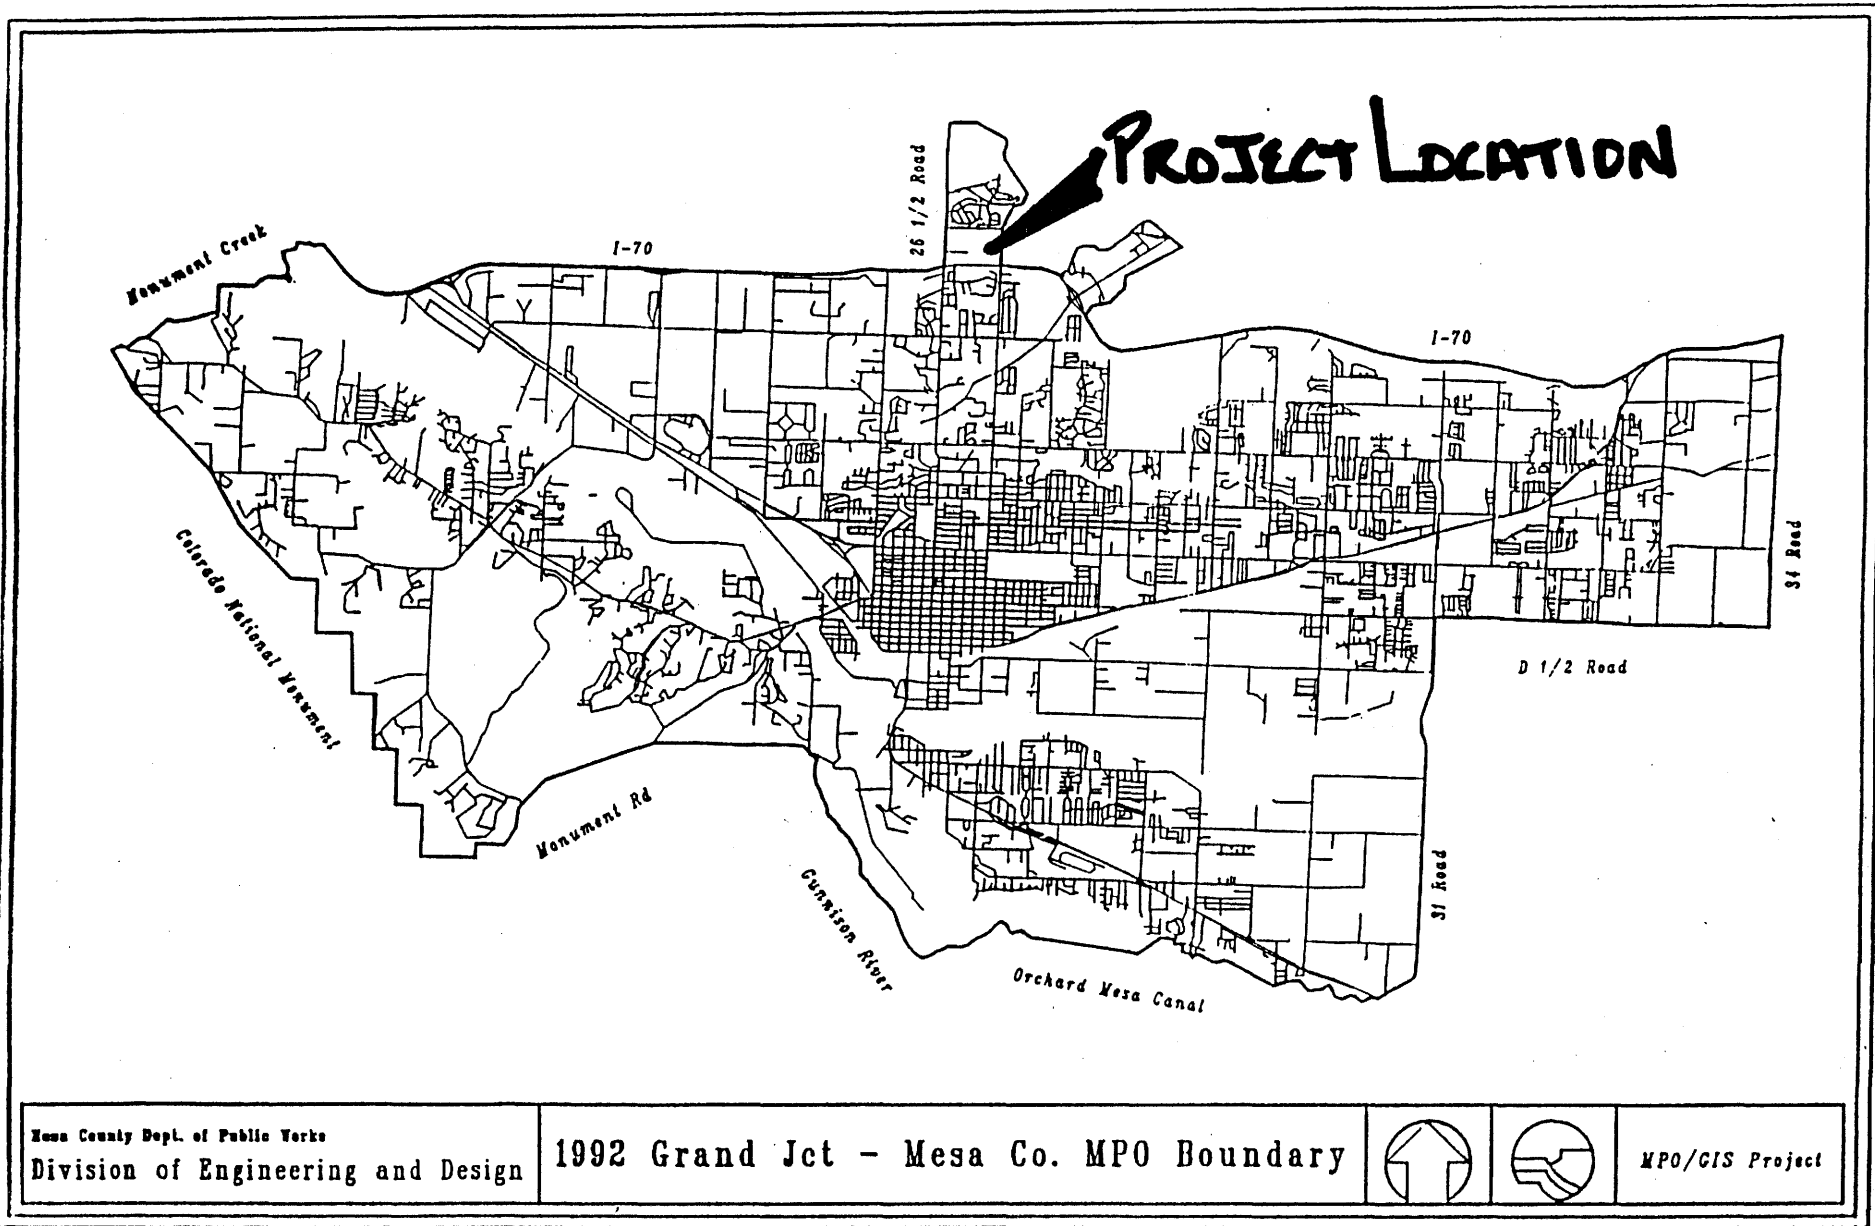 PROJECT LOCATION
26 1/2 Road
Monument Creek
I-70
I-70
Colorado National Monument
34 Road
D 1/2 Road
Monument Rd
31 Road
Gunnison River
Orchard Mesa Canal
Mesa County Dept. of Public Works
Division of Engineering and Design
1992 Grand Jct - Mesa Co. MPO Boundary
MPO/GIS Project